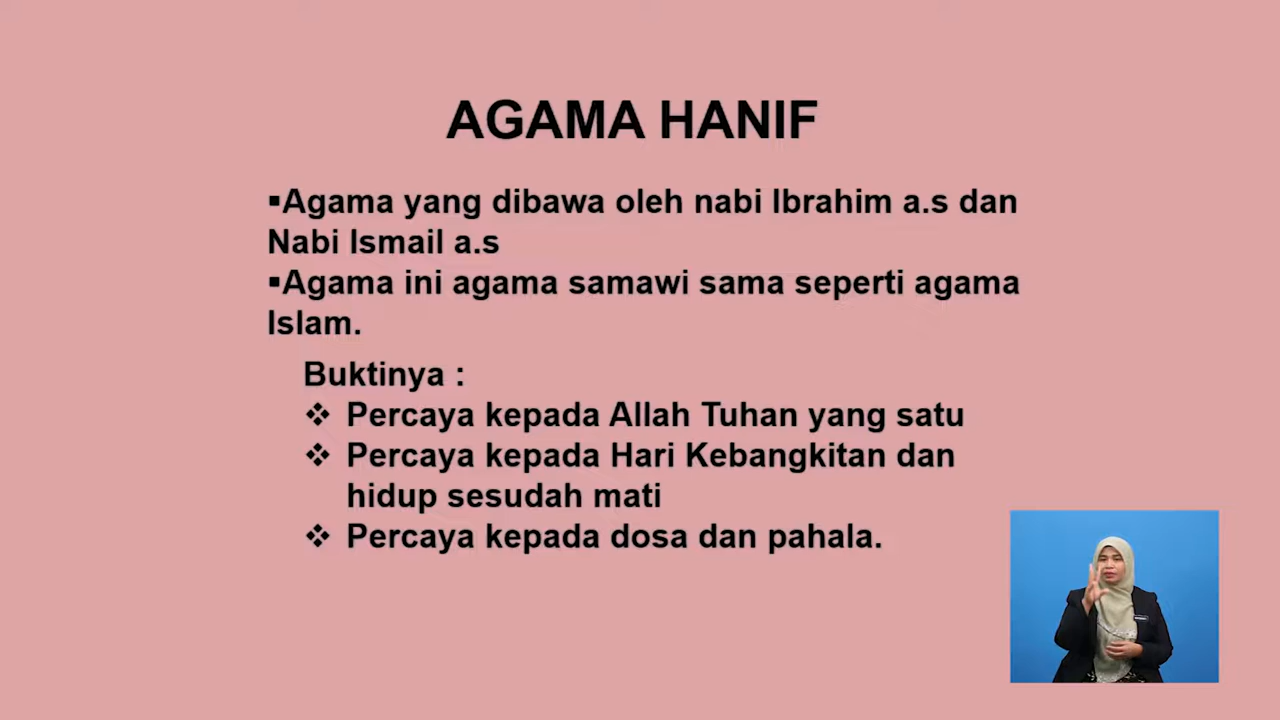 AGAMA HANIF
▪Agama yang dibawa oleh nabi Ibrahim a.s dan
Nabi Ismail a.s
▪Agama ini agama samawi sama seperti agama
Islam.
Buktinya :
❖ Percaya kepada Allah Tuhan yang satu
❖ Percaya kepada Hari Kebangkitan dan
hidup sesudah mati
❖ Percaya kepada dosa dan pahala.